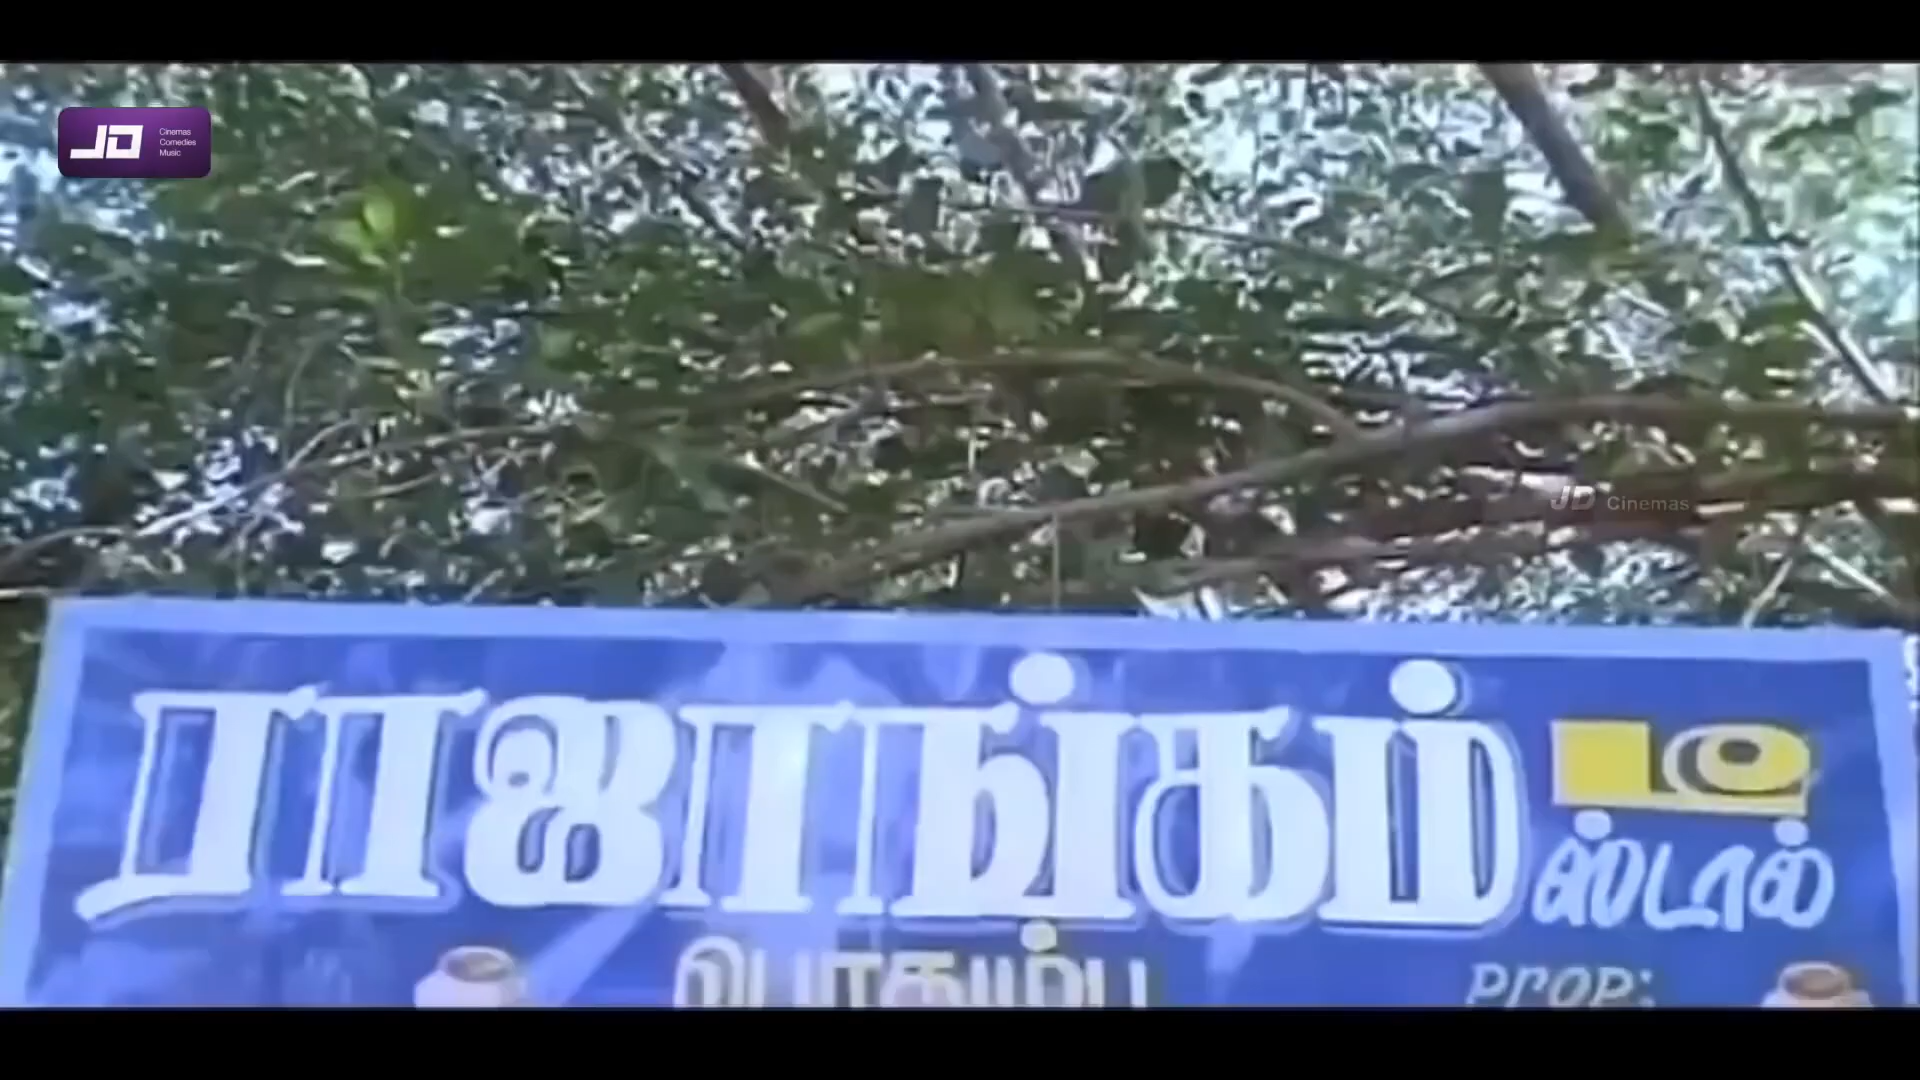 JD Cinemas
Comedies
Music
JD Cinemas
ராஜாங்கம் டீ
ஸ்டால்
PROP: